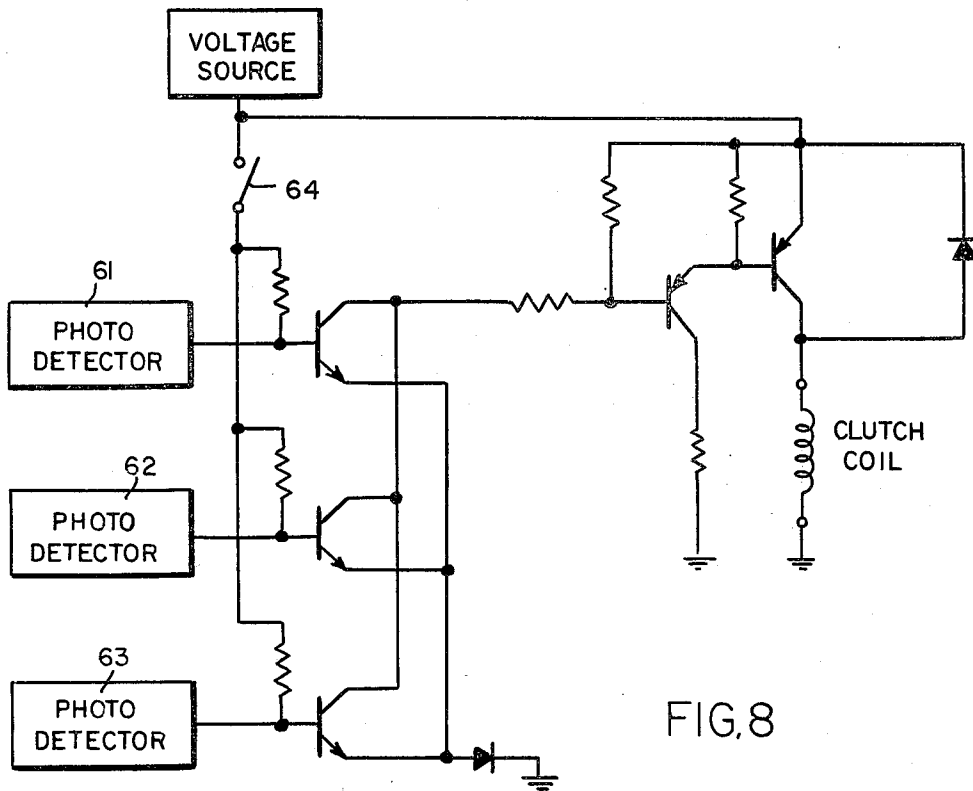 VOLTAGE
SOURCE
64
61
PHOTO
DETECTOR
CLUTCH
COIL
62
PHOTO
DETECTOR
63
PHOTO
DETECTOR
FIG,8